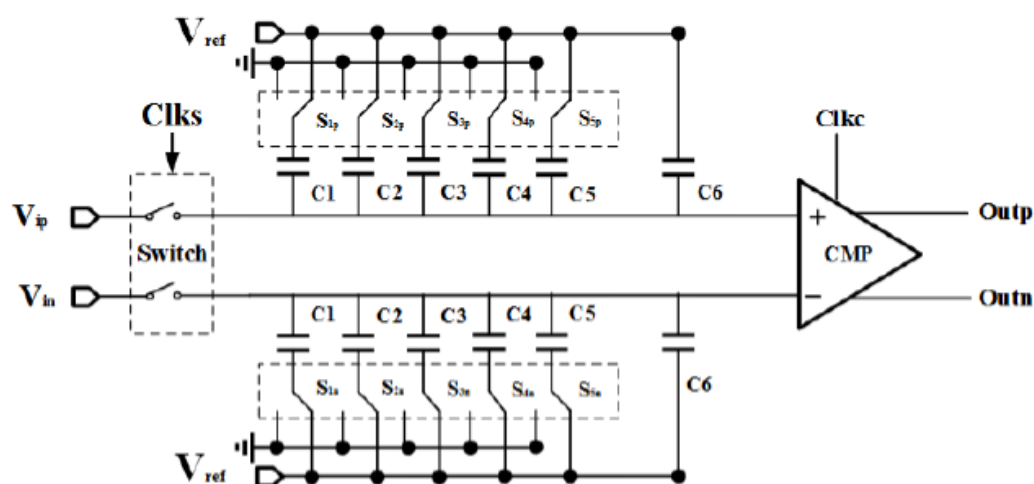 Vref
Clks
S1p S2p S3p S4p S5p
Clkc
C1 C2 C3 C4 C5 C6
Vip
+
Outp
Switch
CMP
Vin
−
Outn
C1 C2 C3 C4 C5
C6
S1n S2n S3n S4n S5n
Vref